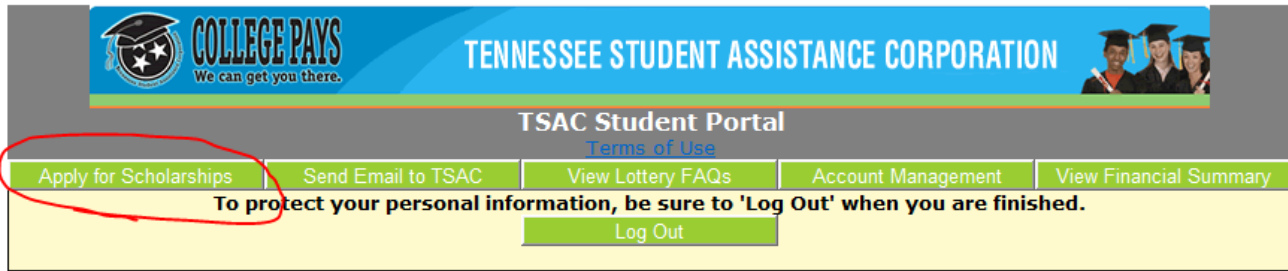 COLLEGE PAYS
We can get you there.
TENNESSEE STUDENT ASSISTANCE CORPORATION
TSAC Student Portal
Terms of Use
Apply for Scholarships Send Email to TSAC View Lottery FAQs Account Management View Financial Summary
To protect your personal information, be sure to 'Log Out' when you are finished.
Log Out